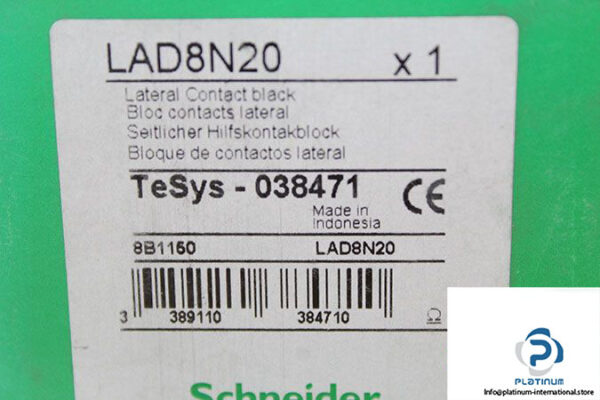 LAD8N20 x 1
Lateral Contact black
Bloc contacts lateral
Seitlicher Hilfskontakblock
Bloque de contactos lateral
TeSys - 038471 CE
Made in
Indonesia
8B1150 LAD8N20
3 389110 384710
Schneider
PLATINUM
Info@platinum-international.store